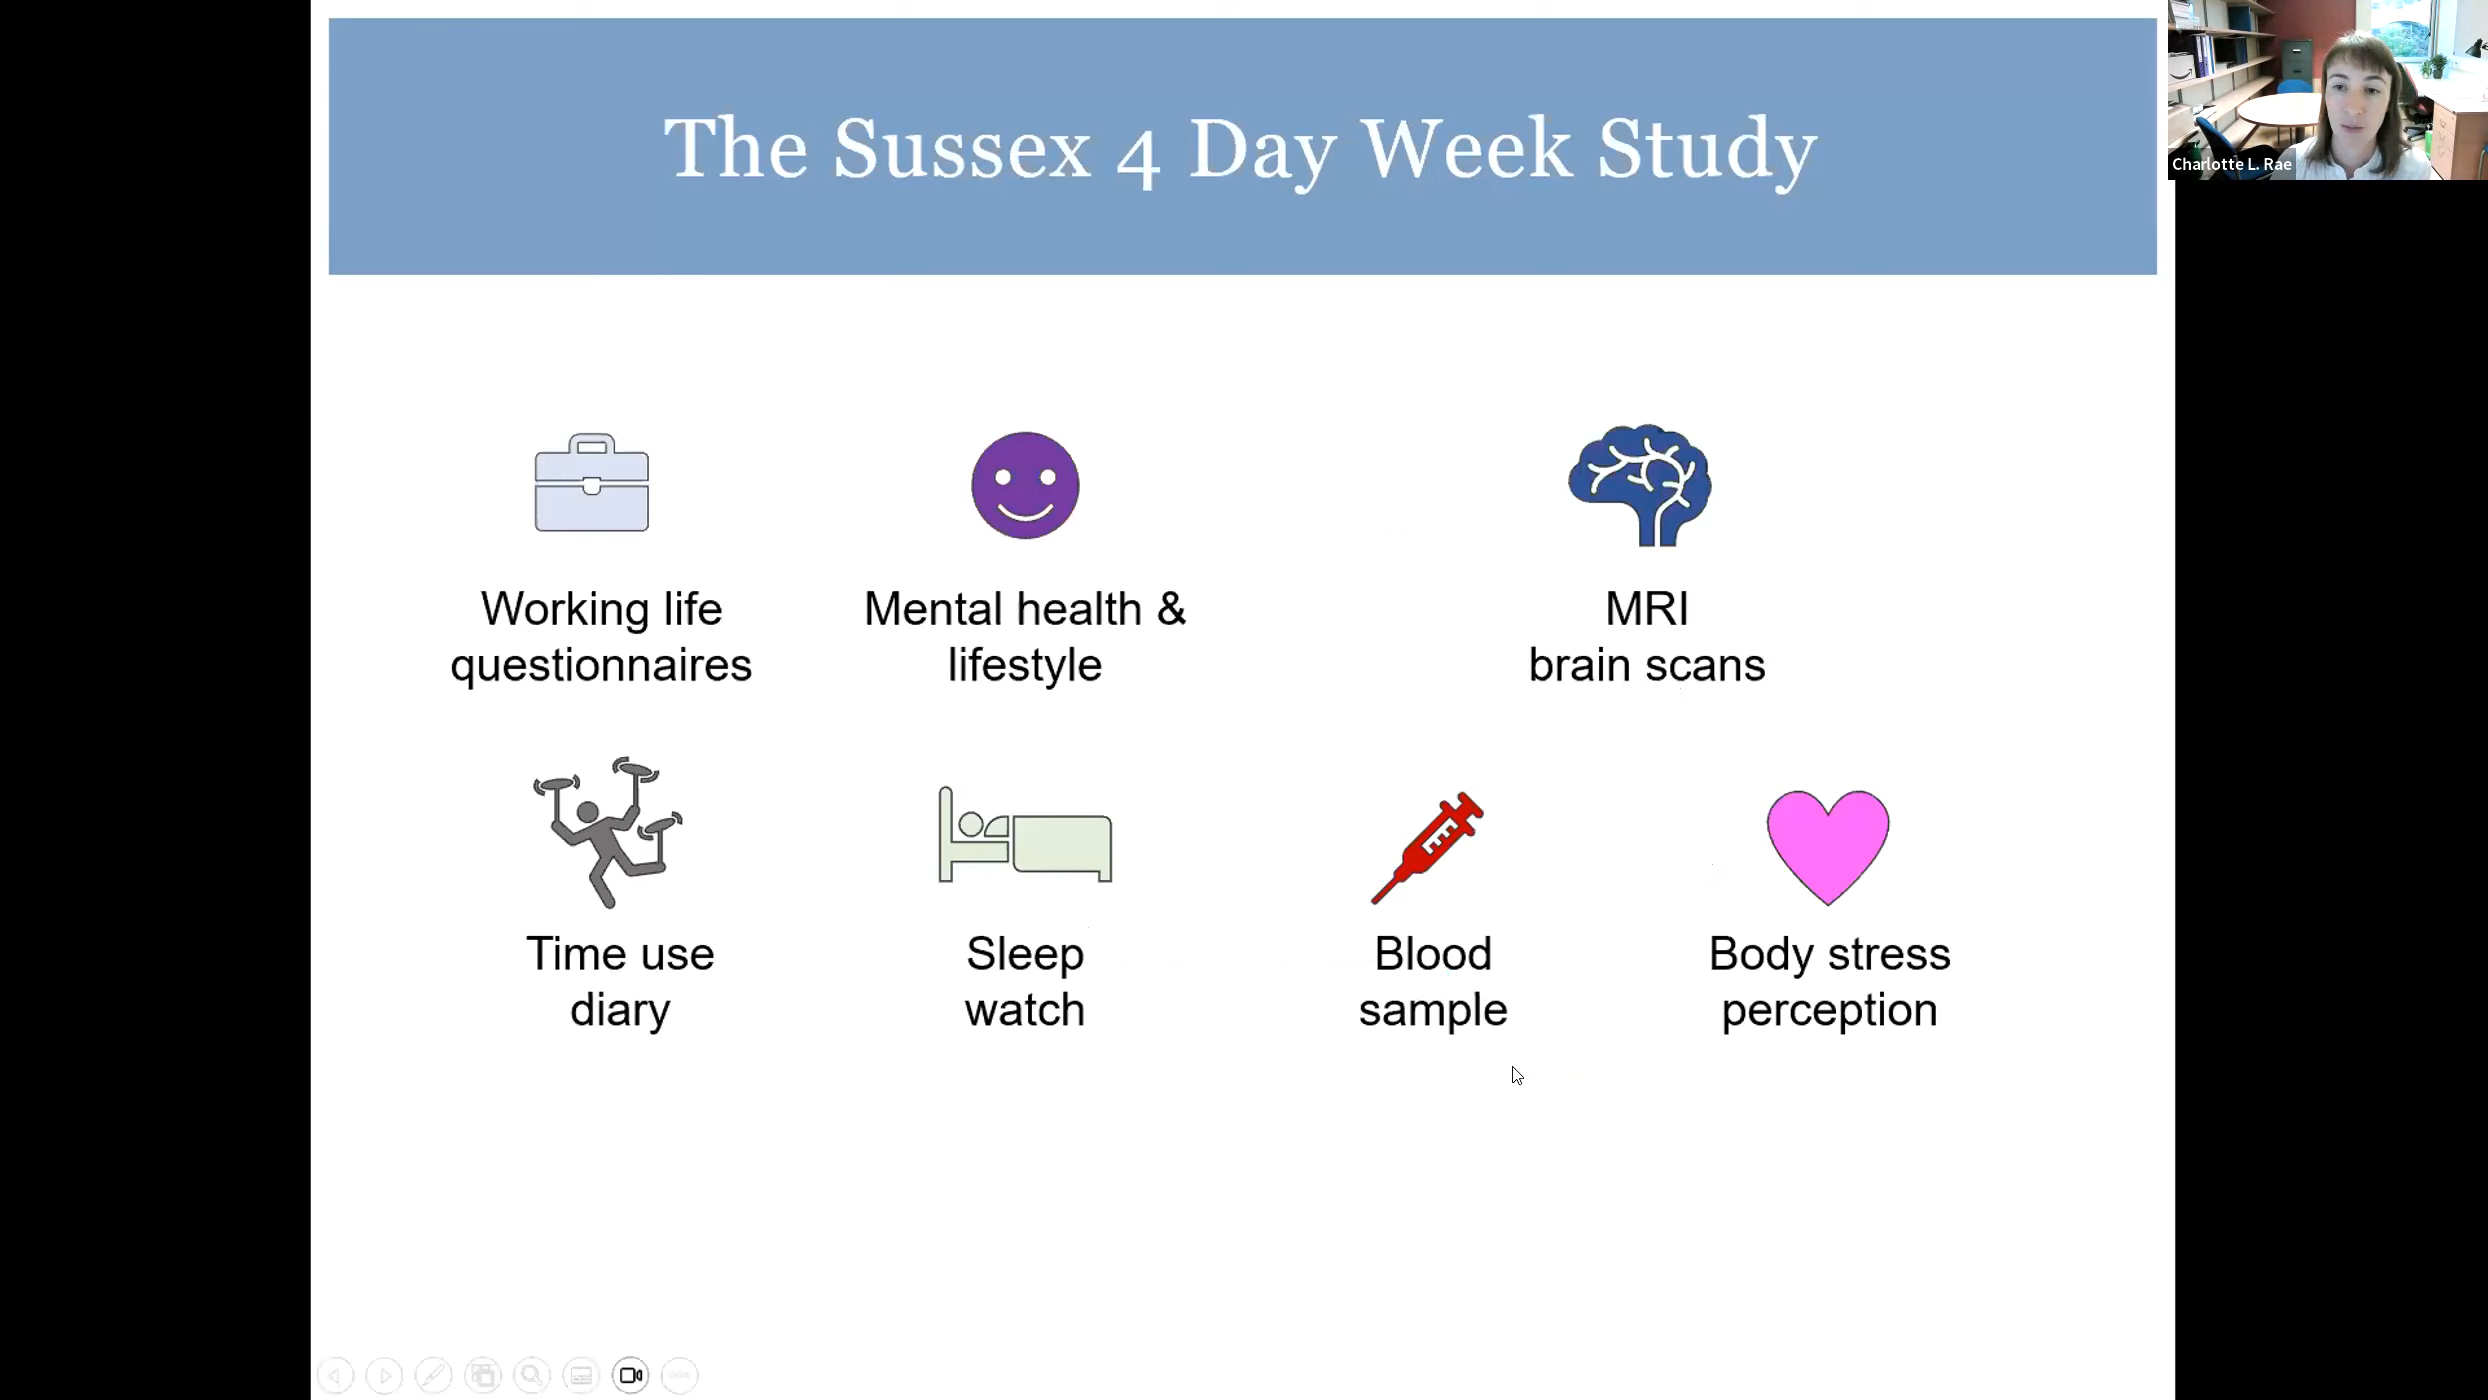 The Sussex 4 Day Week Study
Charlotte L. Rae
Working life
questionnaires
Mental health &
lifestyle
MRI
brain scans
Time use
diary
Sleep
watch
Blood
sample
Body stress
perception